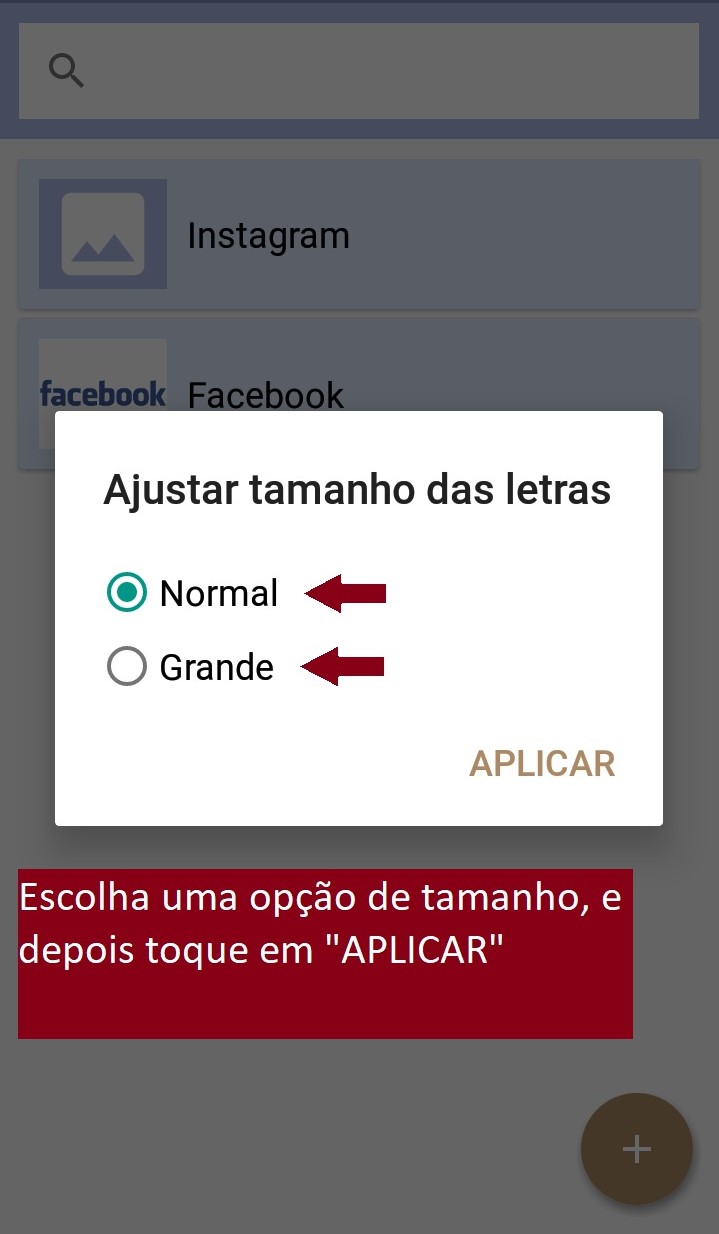 Instagram
facebook
Facebook
Ajustar tamanho das letras
Normal
Grande
APLICAR
Escolha uma opção de tamanho, e
depois toque em "APLICAR"
+